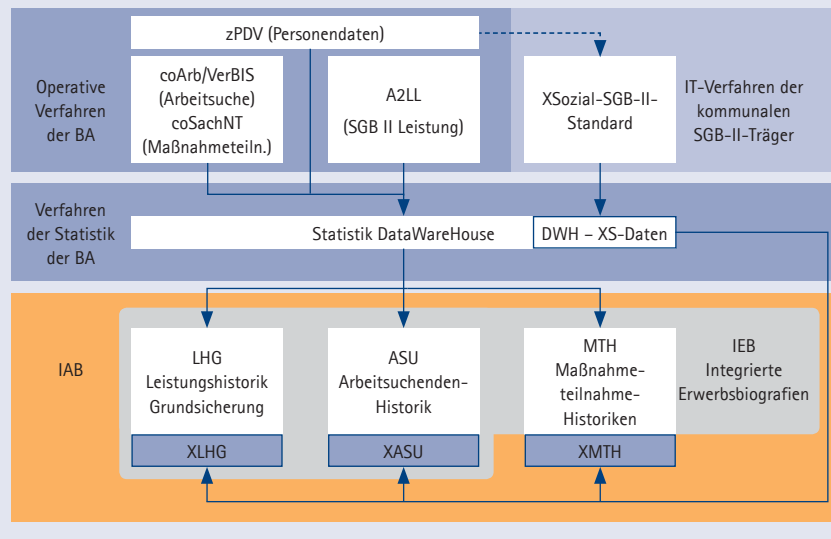 zPDV (Personendaten)
Operative
Verfahren
der BA
coArb/VerBIS
(Arbeitsuche)
coSachNT
(Maßnahmeteiln.)
A2LL
(SGB II Leistung)
XSozial-SGB-II-
Standard
IT-Verfahren der
kommunalen
SGB-II-Träger
Verfahren
der Statistik
der BA
Statistik DataWareHouse
DWH – XS-Daten
IAB
LHG
Leistungshistorik
Grundsicherung
XLHG
ASU
Arbeitsuchenden-
Historik
XASU
MTH
Maßnahme-
teilnahme-
Historiken
XMTH
IEB
Integrierte
Erwerbsbiografien